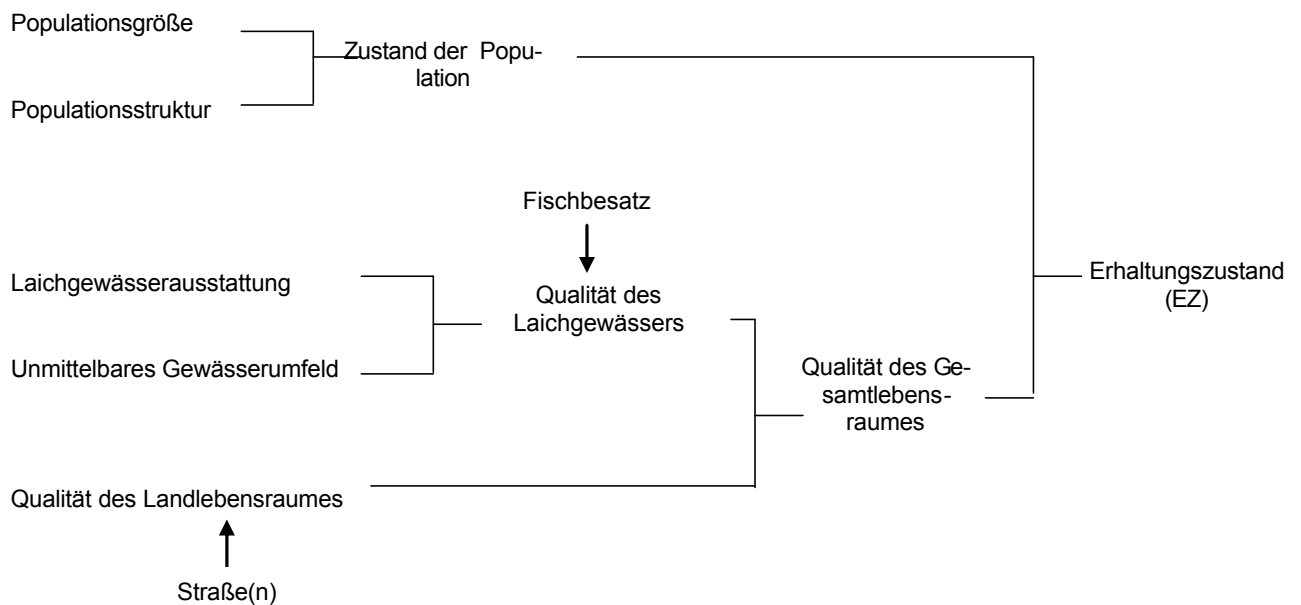 Populationsgröße
Zustand der Popu-
lation
Populationsstruktur
Fischbesatz
Laichgewässerausstattung
Qualität des
Laichgewässers
Erhaltungszustand
(EZ)
Unmittelbares Gewässerumfeld
Qualität des Ge-
samtlebens-
raumes
Qualität des Landlebensraumes
Straße(n)